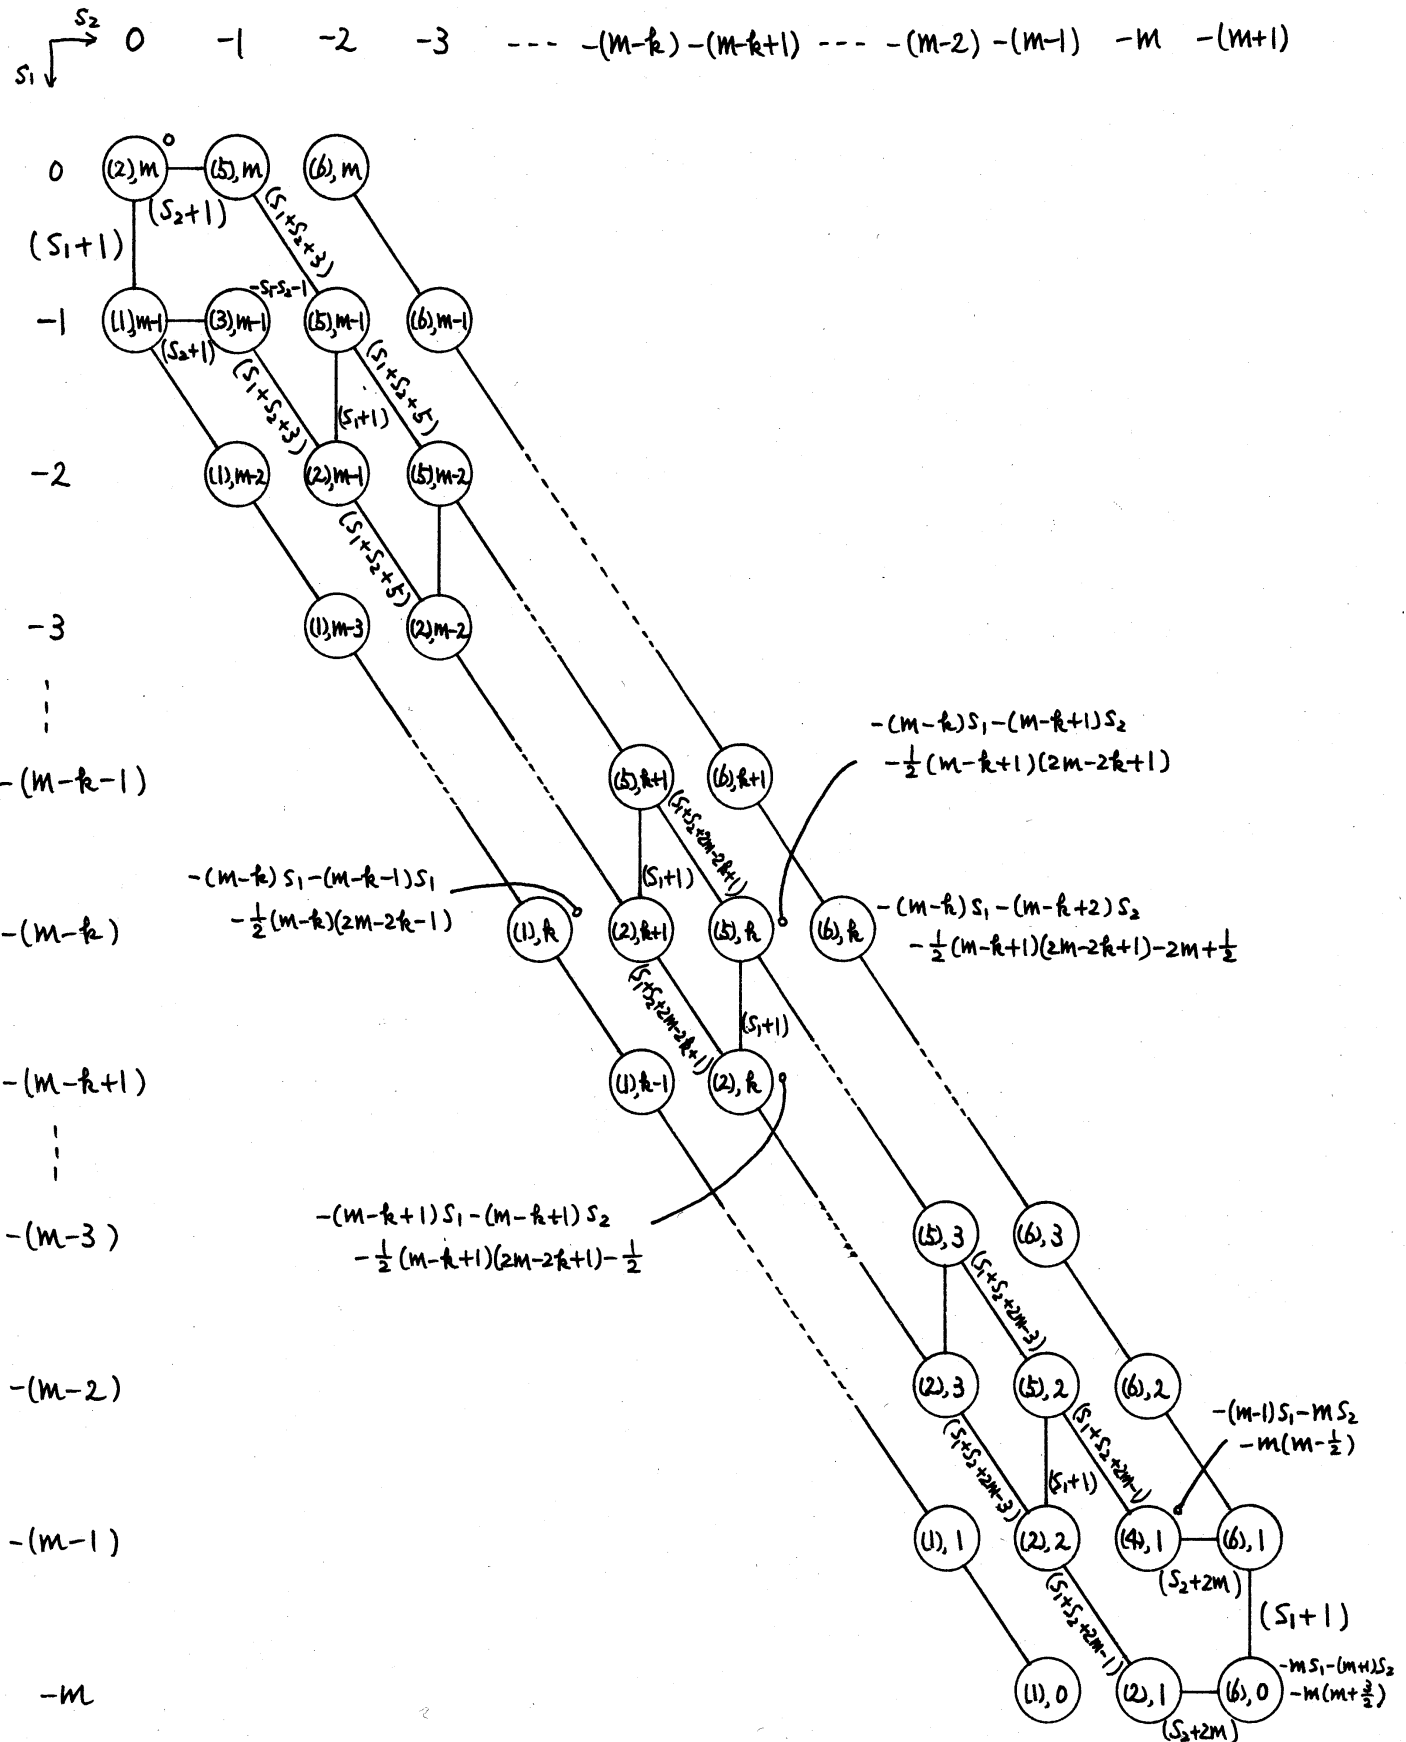 S₂
0 -1 -2 -3 --- -(m-k) -(m-k+1) --- -(m-2) -(m-1) -m -(m+1)
S₁
0
0 (2),m (5),m (6),m
(S₂+1)
(S₁+S₂+3)
(S₁+1)
-S₁-S₂-1
-1 (1),m-1 (3),m-1 (5),m-1 (6),m-1
(S₂+1)
(S₁+S₂+3)
(S₁+1)
(S₁+S₂+5)
-2 (1),m-2 (2),m-1 (5),m-2
(S₁+S₂+5)
-3 (1),m-3 (2),m-2
-(m-k)S₁-(m-k+1)S₂
-½(m-k+1)(2m-2k+1)
-(m-k-1) (5),k+1 (6),k+1
(S₁+S₂+2m-2k+1)
(S₁+1)
-(m-k)S₁-(m-k-1)S₁
-½(m-k)(2m-2k-1)
-(m-k) (1),k (2),k+1 (5),k (6),k
-(m-k)S₁-(m-k+2)S₂
-½(m-k+1)(2m-2k+1)-2m+½
(S₁+S₂+2m-2k+1)
(S₁+1)
-(m-k+1) (1),k-1 (2),k
-(m-k+1)S₁-(m-k+1)S₂
-½(m-k+1)(2m-2k+1)-½
-(m-3) (5),3 (6),3
(S₁+S₂+2m-3)
-(m-2) (2),3 (5),2 (6),2
-(m-1)S₁-mS₂
-m(m-½)
(S₁+S₂+2m-3)
(S₁+1)
(S₁+S₂+2m-1)
-(m-1) (1),1 (2),2 (4),1 (6),1
(S₂+2m)
(S₁+S₂+2m-1)
(S₁+1)
-m (1),0 (2),1 (6),0
-mS₁-(m+1)S₂
-m(m+3/2)
(S₂+2m)